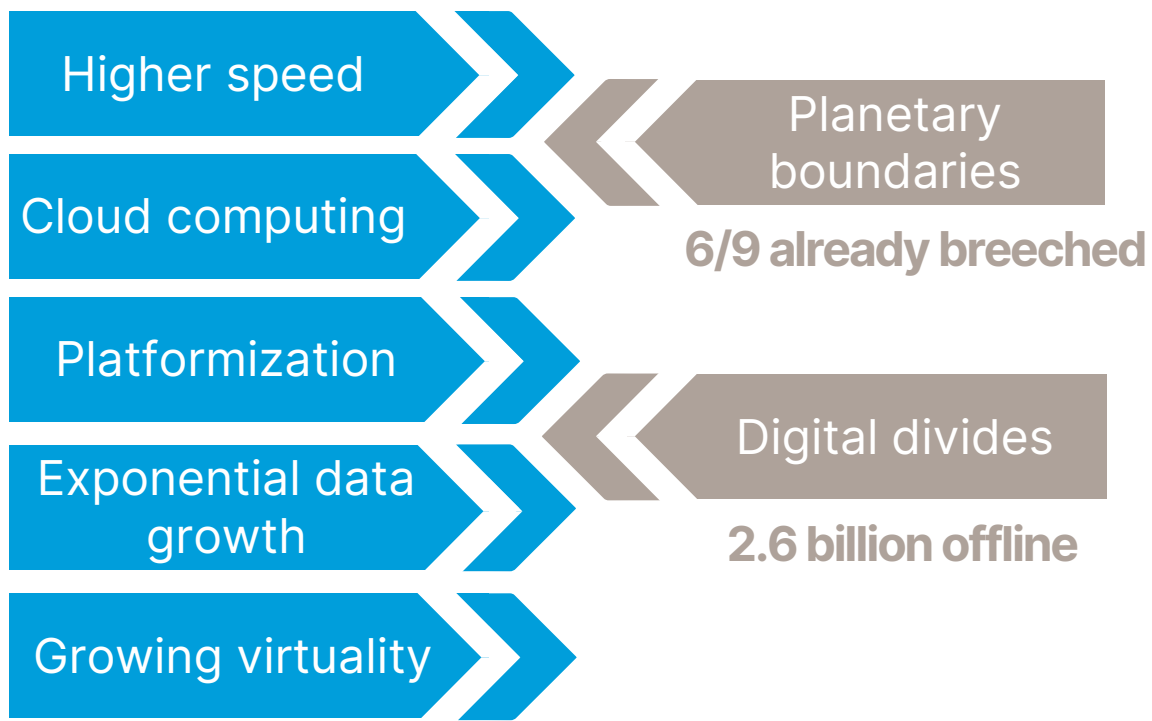 Higher speed
Cloud computing
Platformization
Exponential data
growth
Growing virtuality
Planetary
boundaries
6/9 already breeched
Digital divides
2.6 billion offline